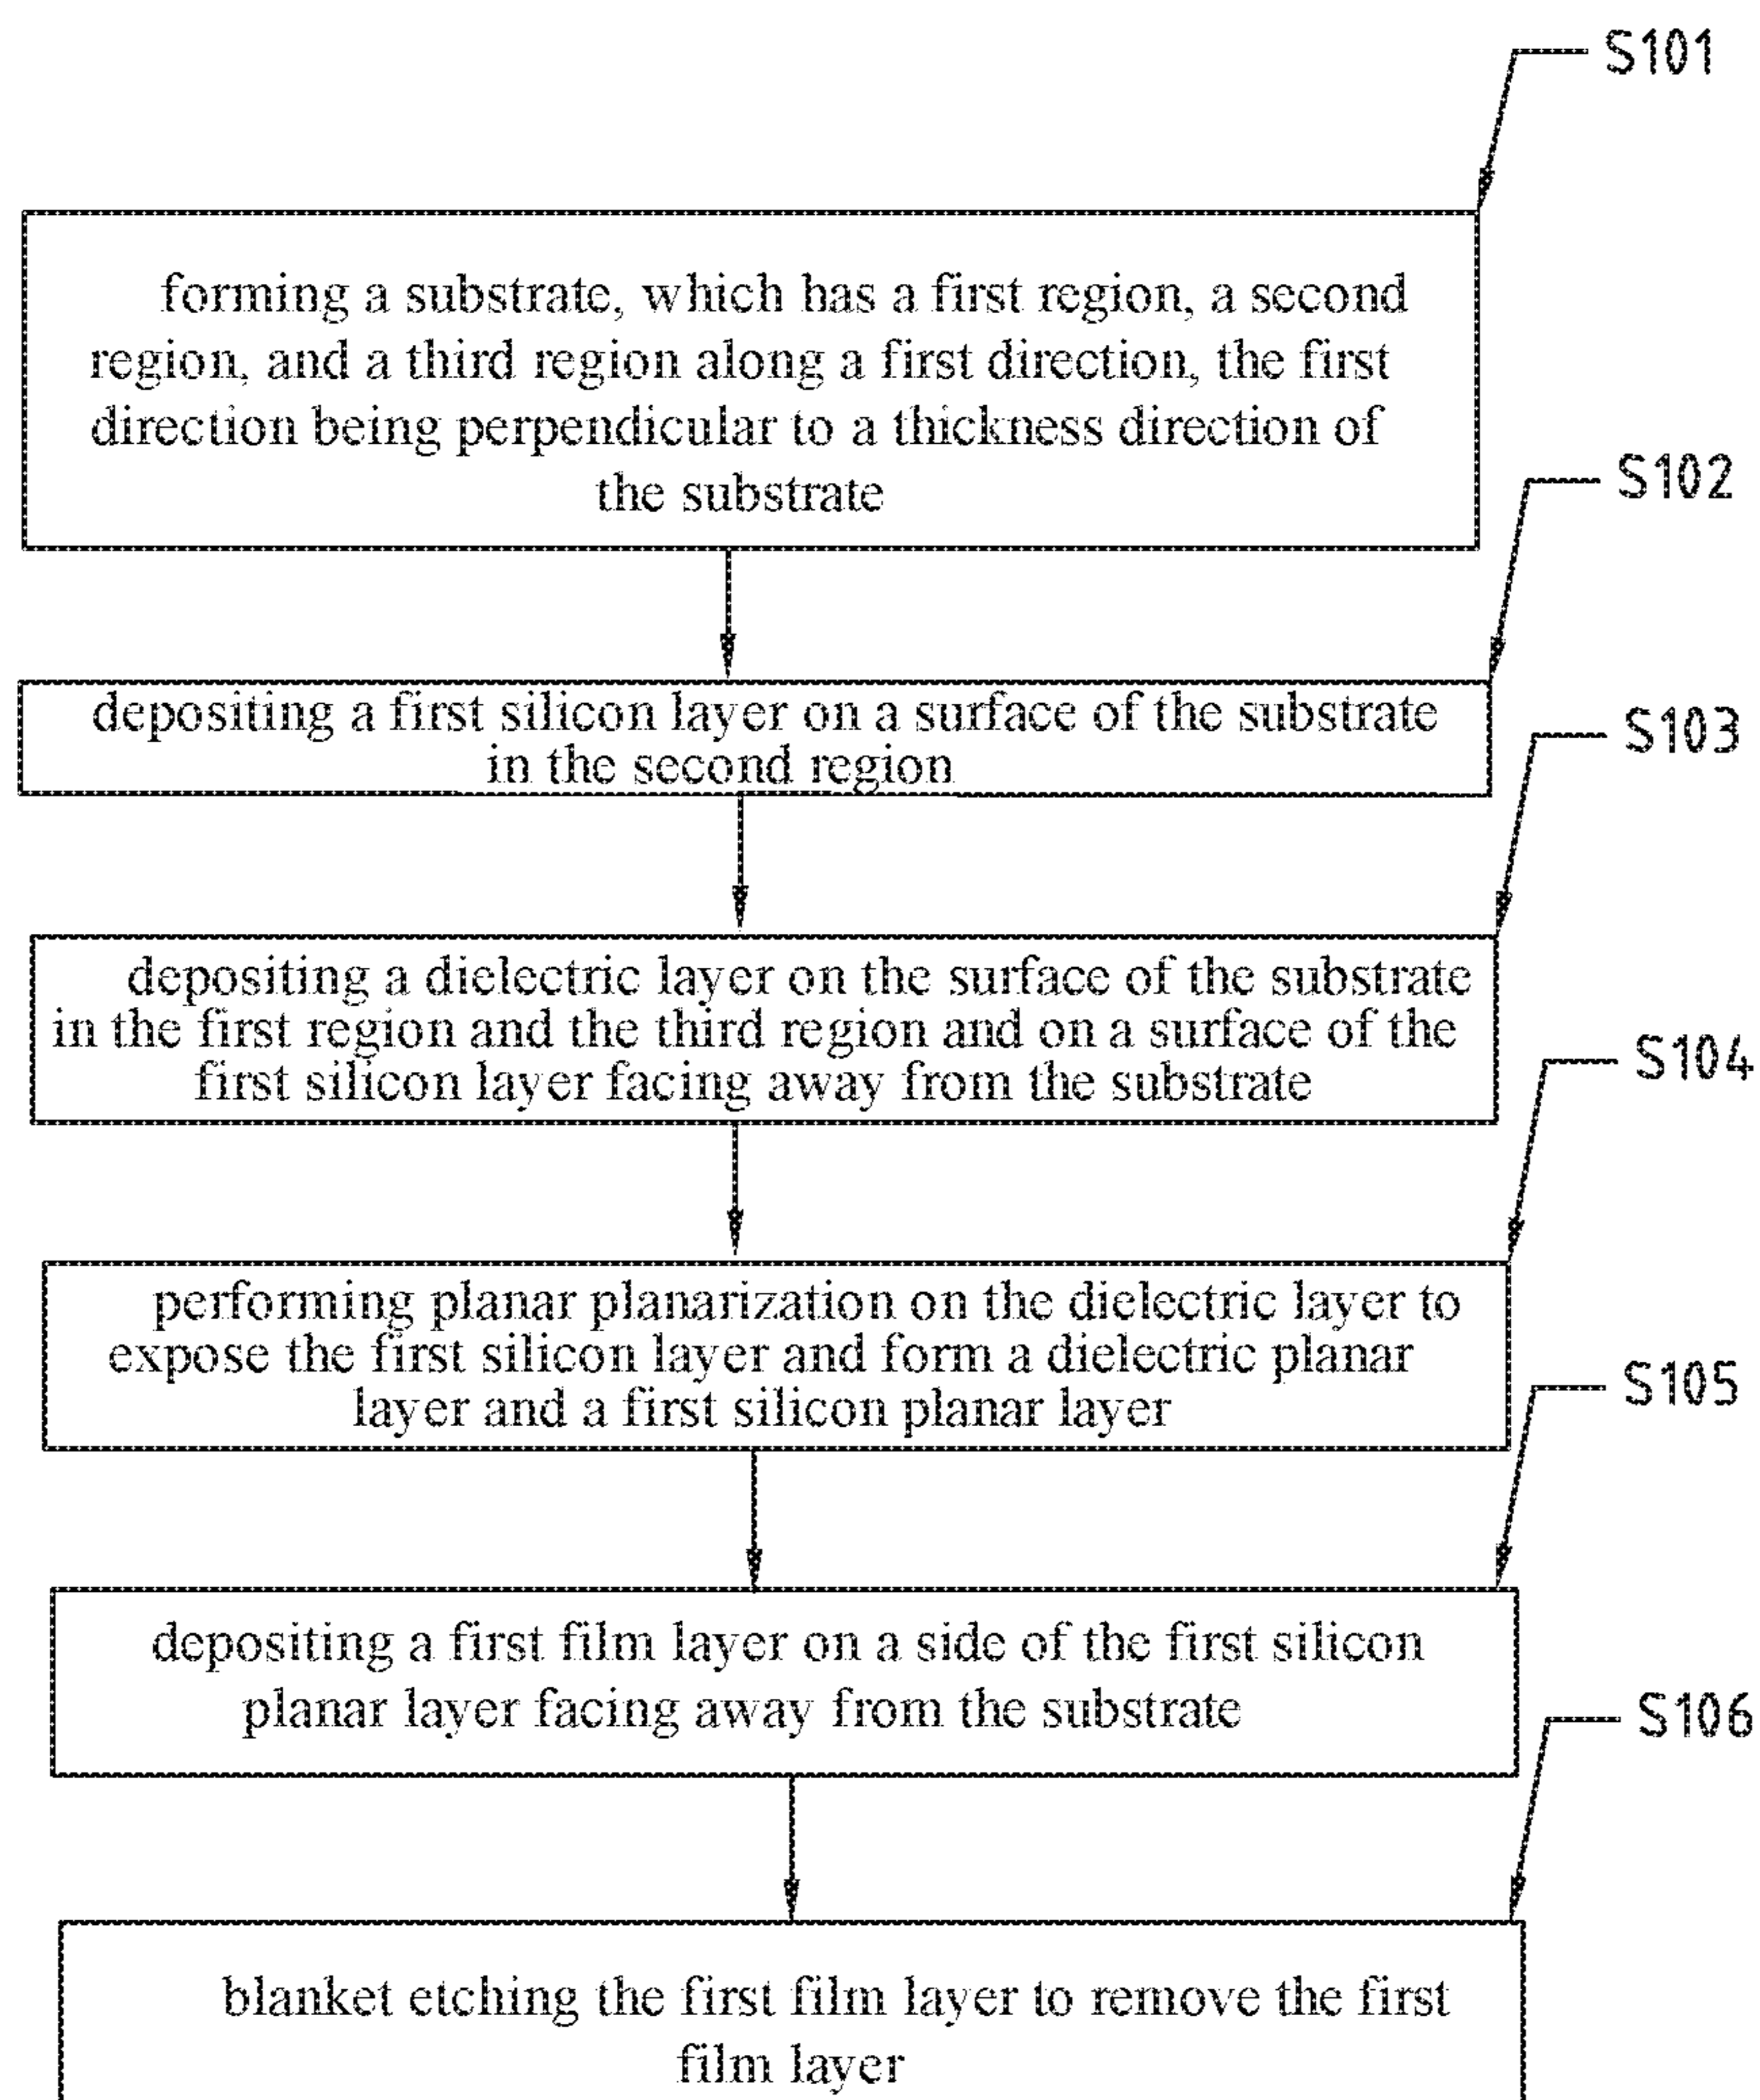 S101
forming a substrate, which has a first region, a second
region, and a third region along a first direction, the first
direction being perpendicular to a thickness direction of
the substrate
S102
depositing a first silicon layer on a surface of the substrate
in the second region
S103
depositing a dielectric layer on the surface of the substrate
in the first region and the third region and on a surface of the
first silicon layer facing away from the substrate
S104
performing planar planarization on the dielectric layer to
expose the first silicon layer and form a dielectric planar
layer and a first silicon planar layer
S105
depositing a first film layer on a side of the first silicon
planar layer facing away from the substrate
S106
blanket etching the first film layer to remove the first
film layer